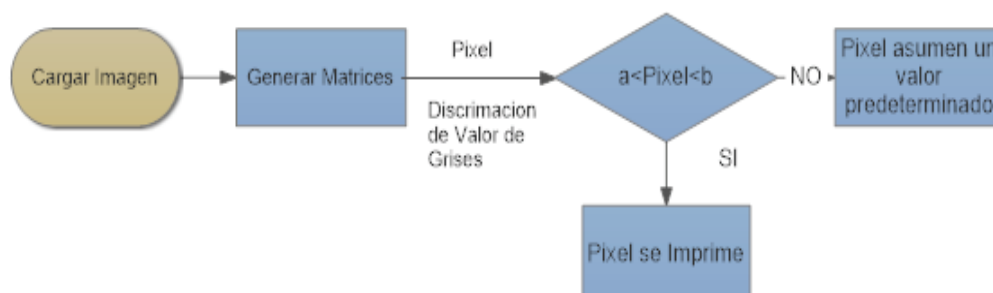 Cargar Imagen
Generar Matrices
Pixel
Discrimacion
de Valor de
Grises
a<Pixel<b
NO
Pixel asumen un
valor
predeterminado
SI
Pixel se Imprime